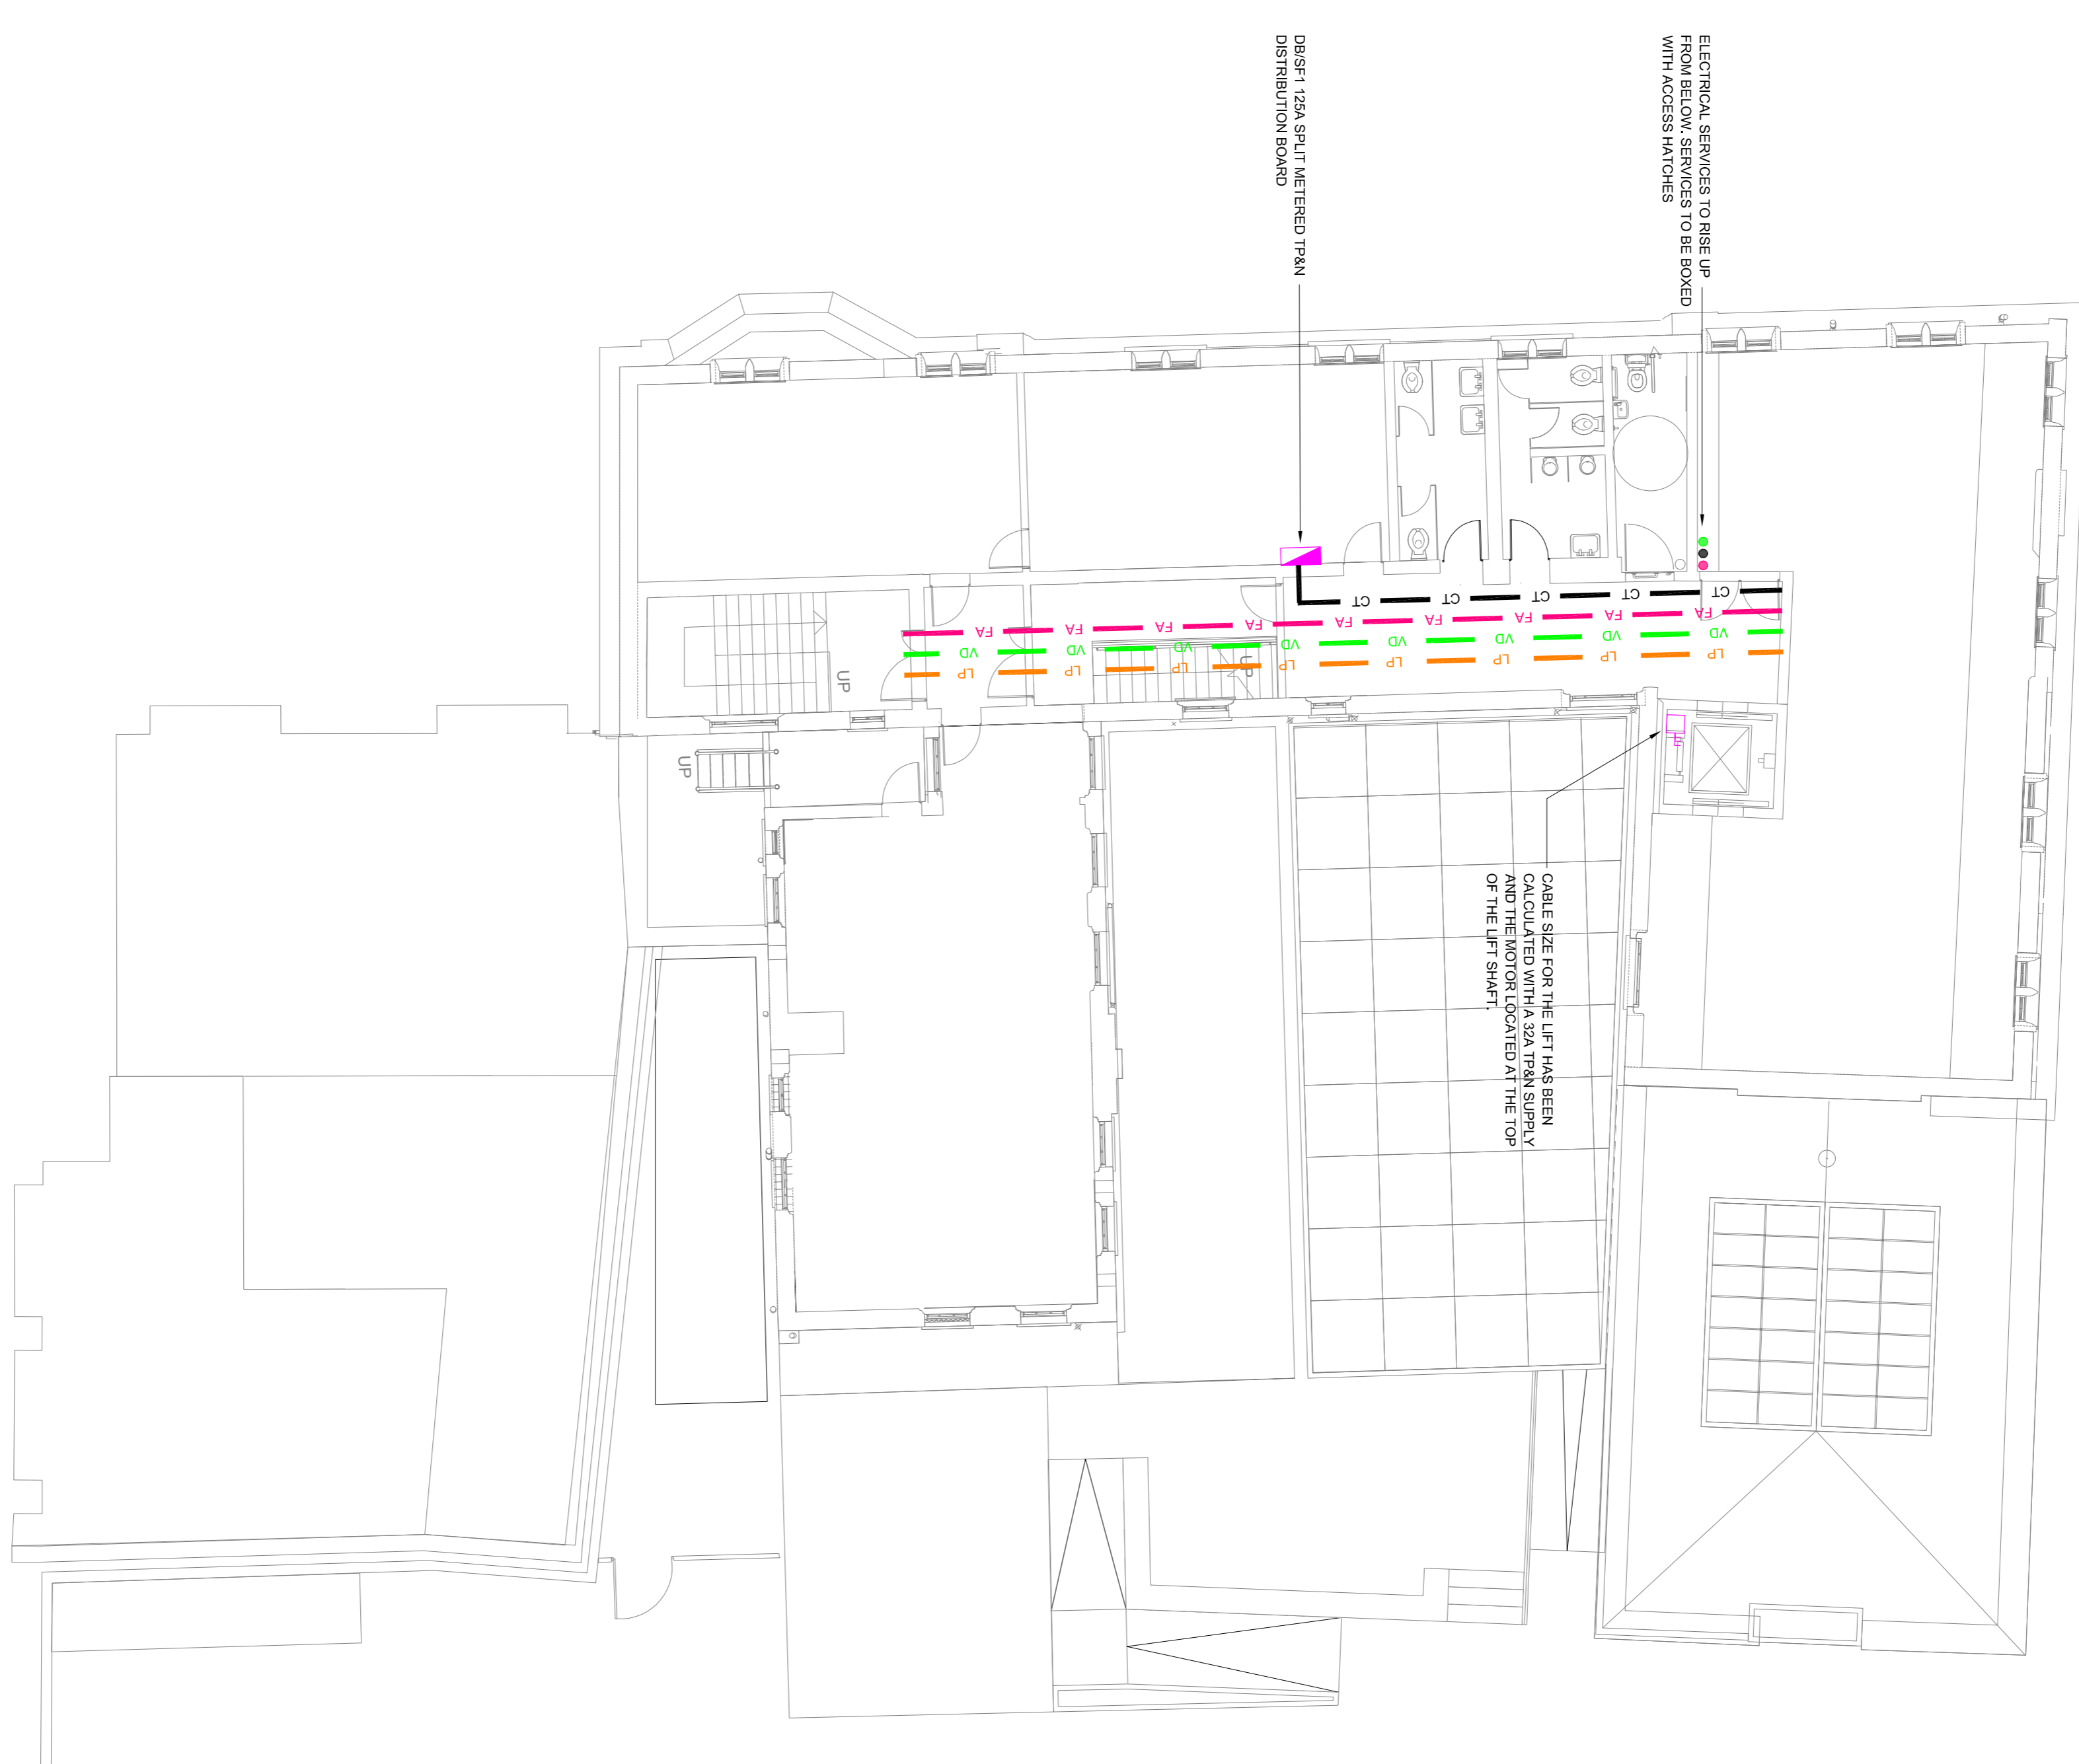 ELECTRICAL SERVICES TO RISE UP
FROM BELOW. SERVICES TO BE BOXED
WITH ACCESS HATCHES
DB/SF1 125A SPLIT METERED TP&N
DISTRIBUTION BOARD
CT CT CT CT CT
FA FA FA FA FA FA FA FA FA
VD VD VD VD VD VD VD VD
LP LP LP LP LP LP LP LP
UP
UP
UP
CABLE SIZE FOR THE LIFT HAS BEEN
CALCULATED WITH A 32A TP&N SUPPLY
AND THE MOTOR LOCATED AT THE TOP
OF THE LIFT SHAFT.